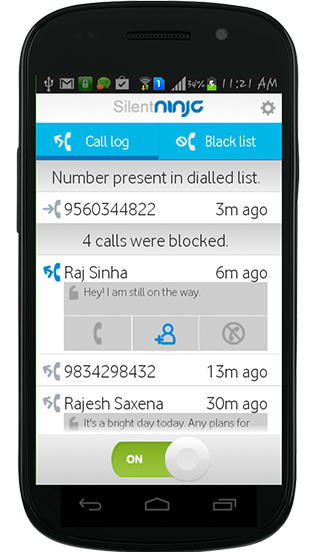 34% 11:21 AM
Silent NINJA
Call log Black list
Number present in dialled list.
9560344822 3m ago
4 calls were blocked.
Raj Sinha 6m ago
Hey! I am still on the way.
9834298432 13m ago
Rajesh Saxena 30m ago
It's a bright day today. Any plans for
ON